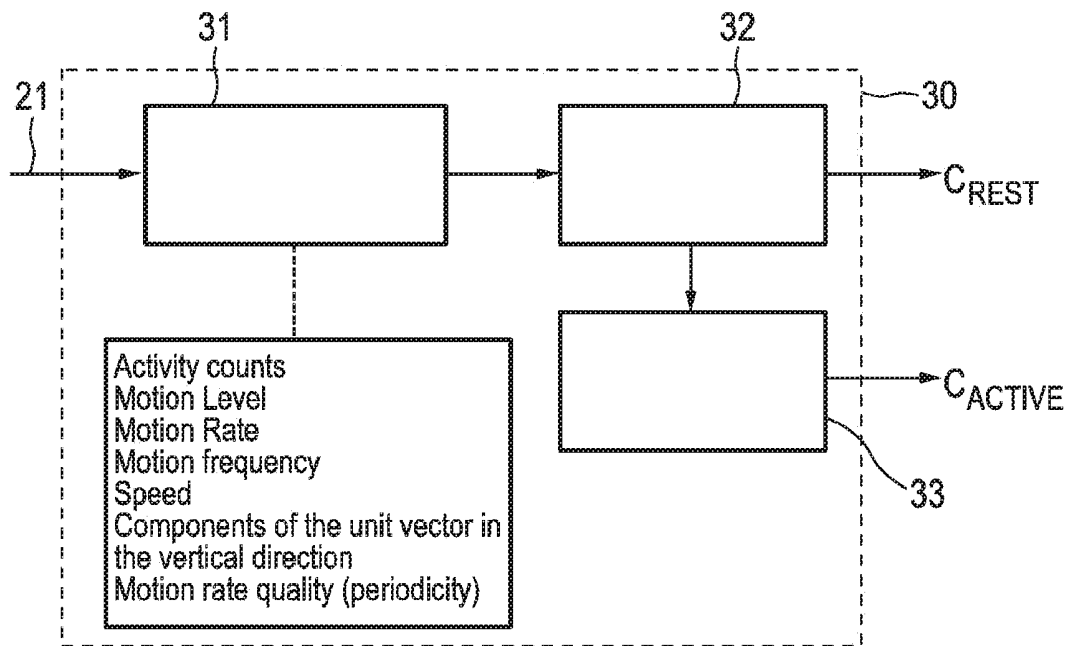 31
32
21
30
C_REST
Activity counts
Motion Level
Motion Rate
Motion frequency
Speed
Components of the unit vector in
the vertical direction
Motion rate quality (periodicity)
C_ACTIVE
33